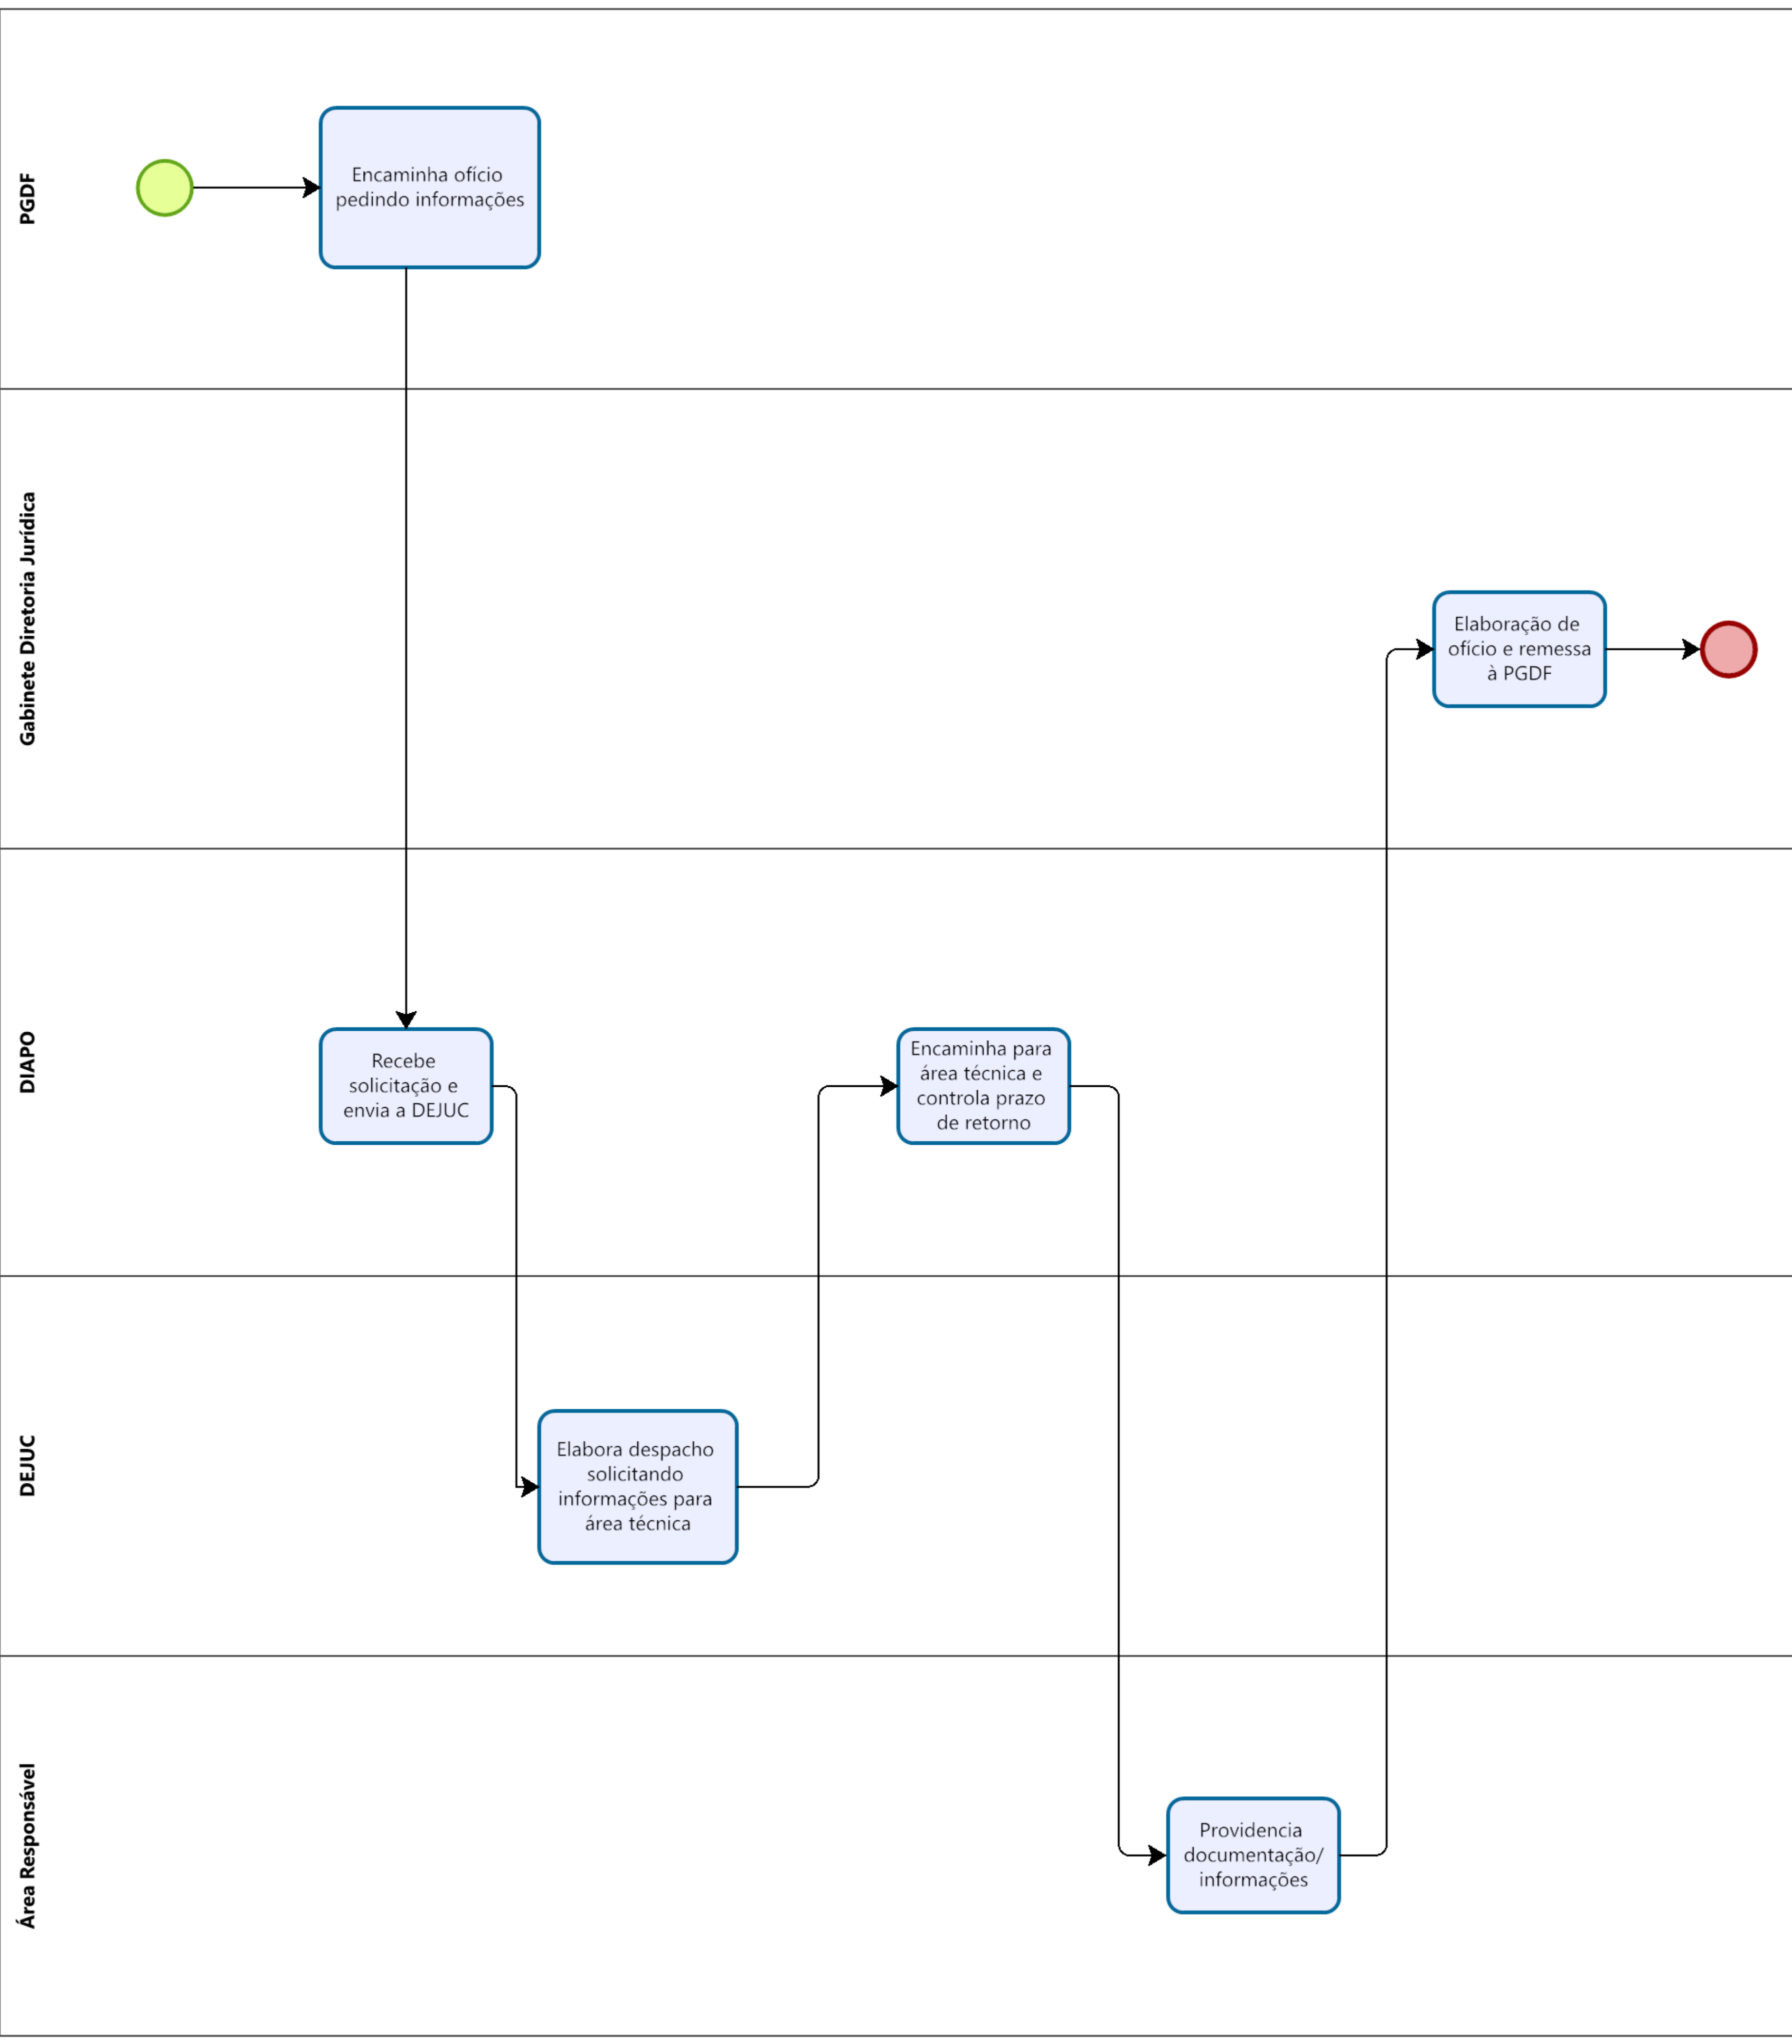 PGDF
Encaminha ofício
pedindo informações
Gabinete Diretoria Jurídica
Elaboração de
ofício e remessa
à PGDF
DIAPO
Recebe
solicitação e
envia a DEJUC
Encaminha para
área técnica e
controla prazo
de retorno
DEJUC
Elabora despacho
solicitando
informações para
área técnica
Área Responsável
Providencia
documentação/
informações